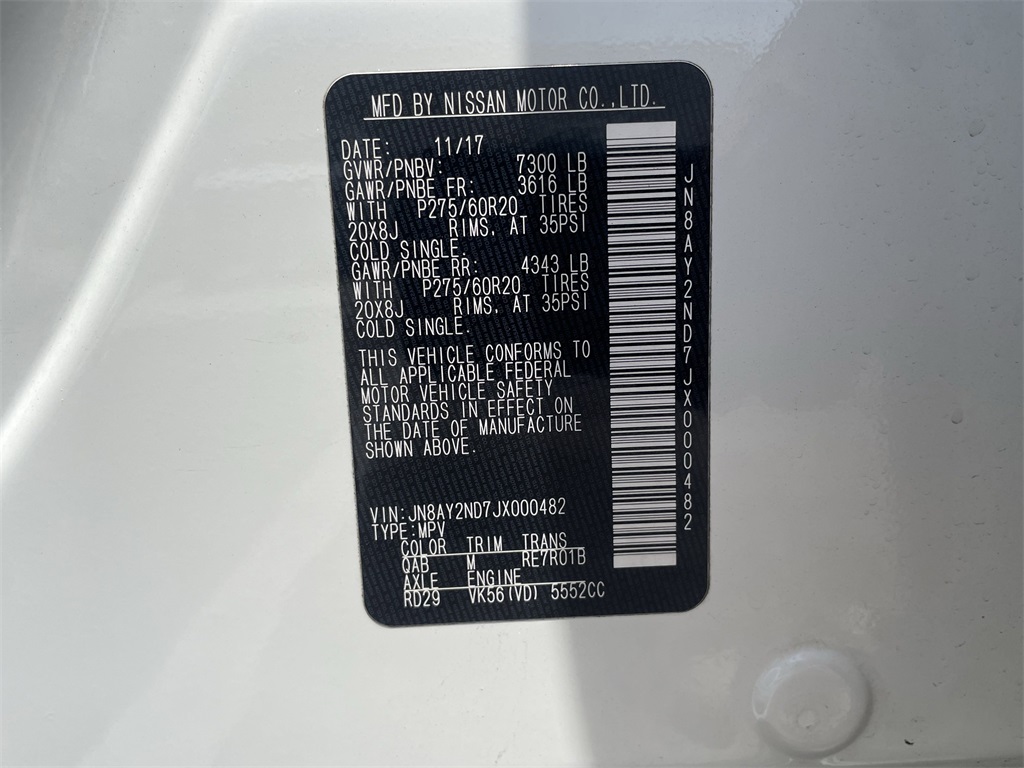 MFD BY NISSAN MOTOR CO.,LTD.
DATE: 11/17
GVWR/PNBV: 7300 LB
GAWR/PNBE FR: 3616 LB
WITH P275/60R20 TIRES
20X8J RIMS, AT 35PSI
COLD SINGLE.
GAWR/PNBE RR: 4343 LB
WITH P275/60R20 TIRES
20X8J RIMS, AT 35PSI
COLD SINGLE.
THIS VEHICLE CONFORMS TO
ALL APPLICABLE FEDERAL
MOTOR VEHICLE SAFETY
STANDARDS IN EFFECT ON
THE DATE OF MANUFACTURE
SHOWN ABOVE.
VIN: JN8AY2ND7JX000482
TYPE: MPV
COLOR TRIM TRANS
QAB M RE7R01B
AXLE ENGINE
RD29 VK56(VD) 5552CC
JN8AY2ND7JX000482